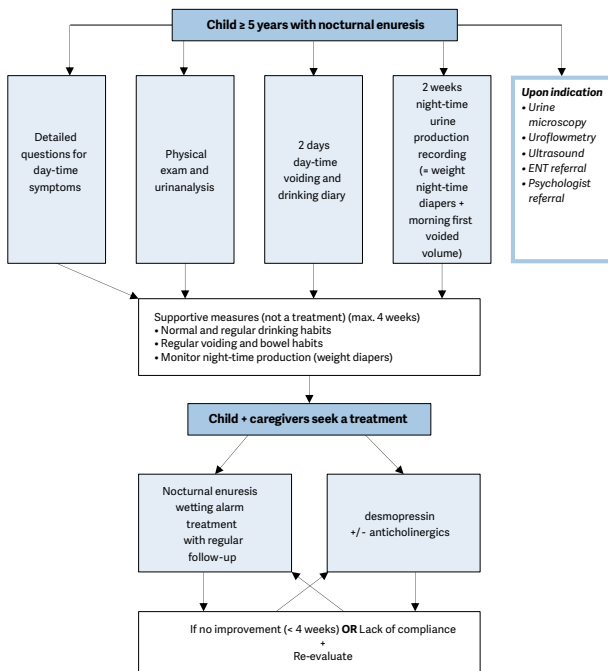 Child ≥ 5 years with nocturnal enuresis
Detailed
questions for
day-time
symptoms
Physical
exam and
urinanalysis
2 days
day-time
voiding and
drinking diary
2 weeks
night-time
urine
production
recording
(= weight
night-time
diapers +
morning first
voided
volume)
Upon indication
• Urine
microscopy
• Uroflowmetry
• Ultrasound
• ENT referral
• Psychologist
referral
Supportive measures (not a treatment) (max. 4 weeks)
• Normal and regular drinking habits
• Regular voiding and bowel habits
• Monitor night-time production (weight diapers)
Child + caregivers seek a treatment
Nocturnal enuresis
wetting alarm
treatment
with regular
follow-up
desmopressin
+/- anticholinergics
If no improvement (< 4 weeks) OR Lack of compliance
+
Re-evaluate